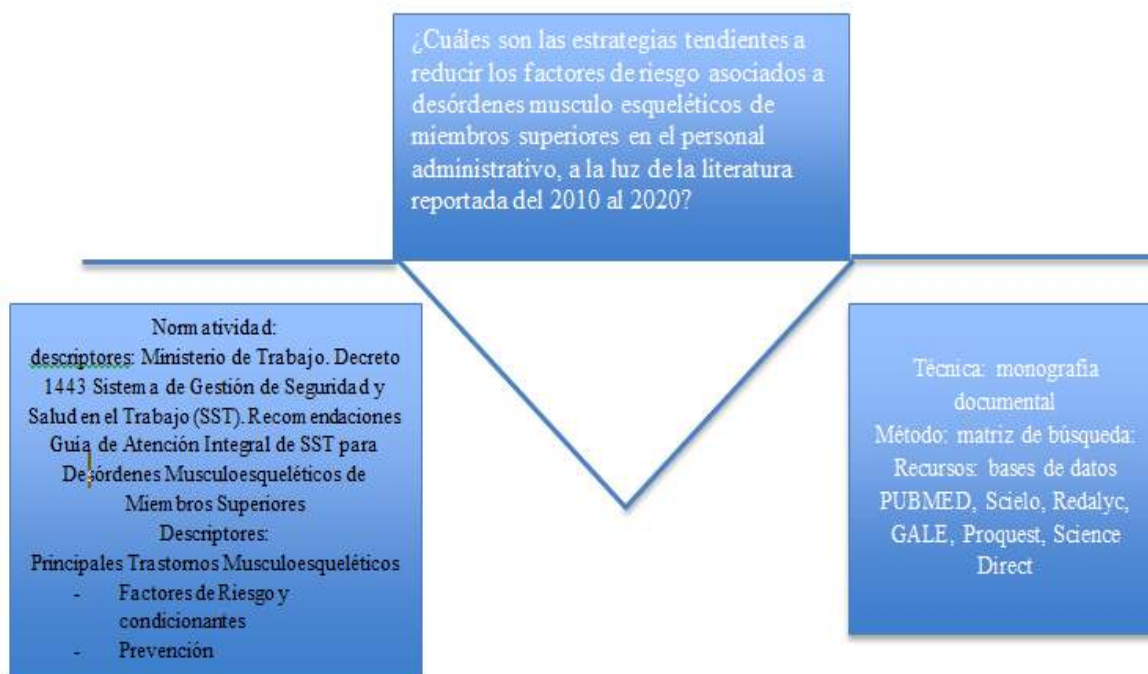 ¿Cuáles son las estrategias tendientes a
reducir los factores de riesgo asociados a
desórdenes musculo esqueléticos de
miembros superiores en el personal
administrativo, a la luz de la literatura
reportada del 2010 al 2020?
Normatividad:
descriptores: Ministerio de Trabajo. Decreto
1443 Sistema de Gestión de Seguridad y
Salud en el Trabajo (SST). Recomendaciones
Guía de Atención Integral de SST para
Desórdenes Musculoesqueléticos de
Miembros Superiores
Descriptores:
Principales Trastornos Musculoesqueléticos
- Factores de Riesgo y
condicionantes
- Prevención
Técnica: monografía
documental
Método: matriz de búsqueda:
Recursos: bases de datos
PUBMED, Scielo, Redalyc,
GALE, Proquest, Science
Direct